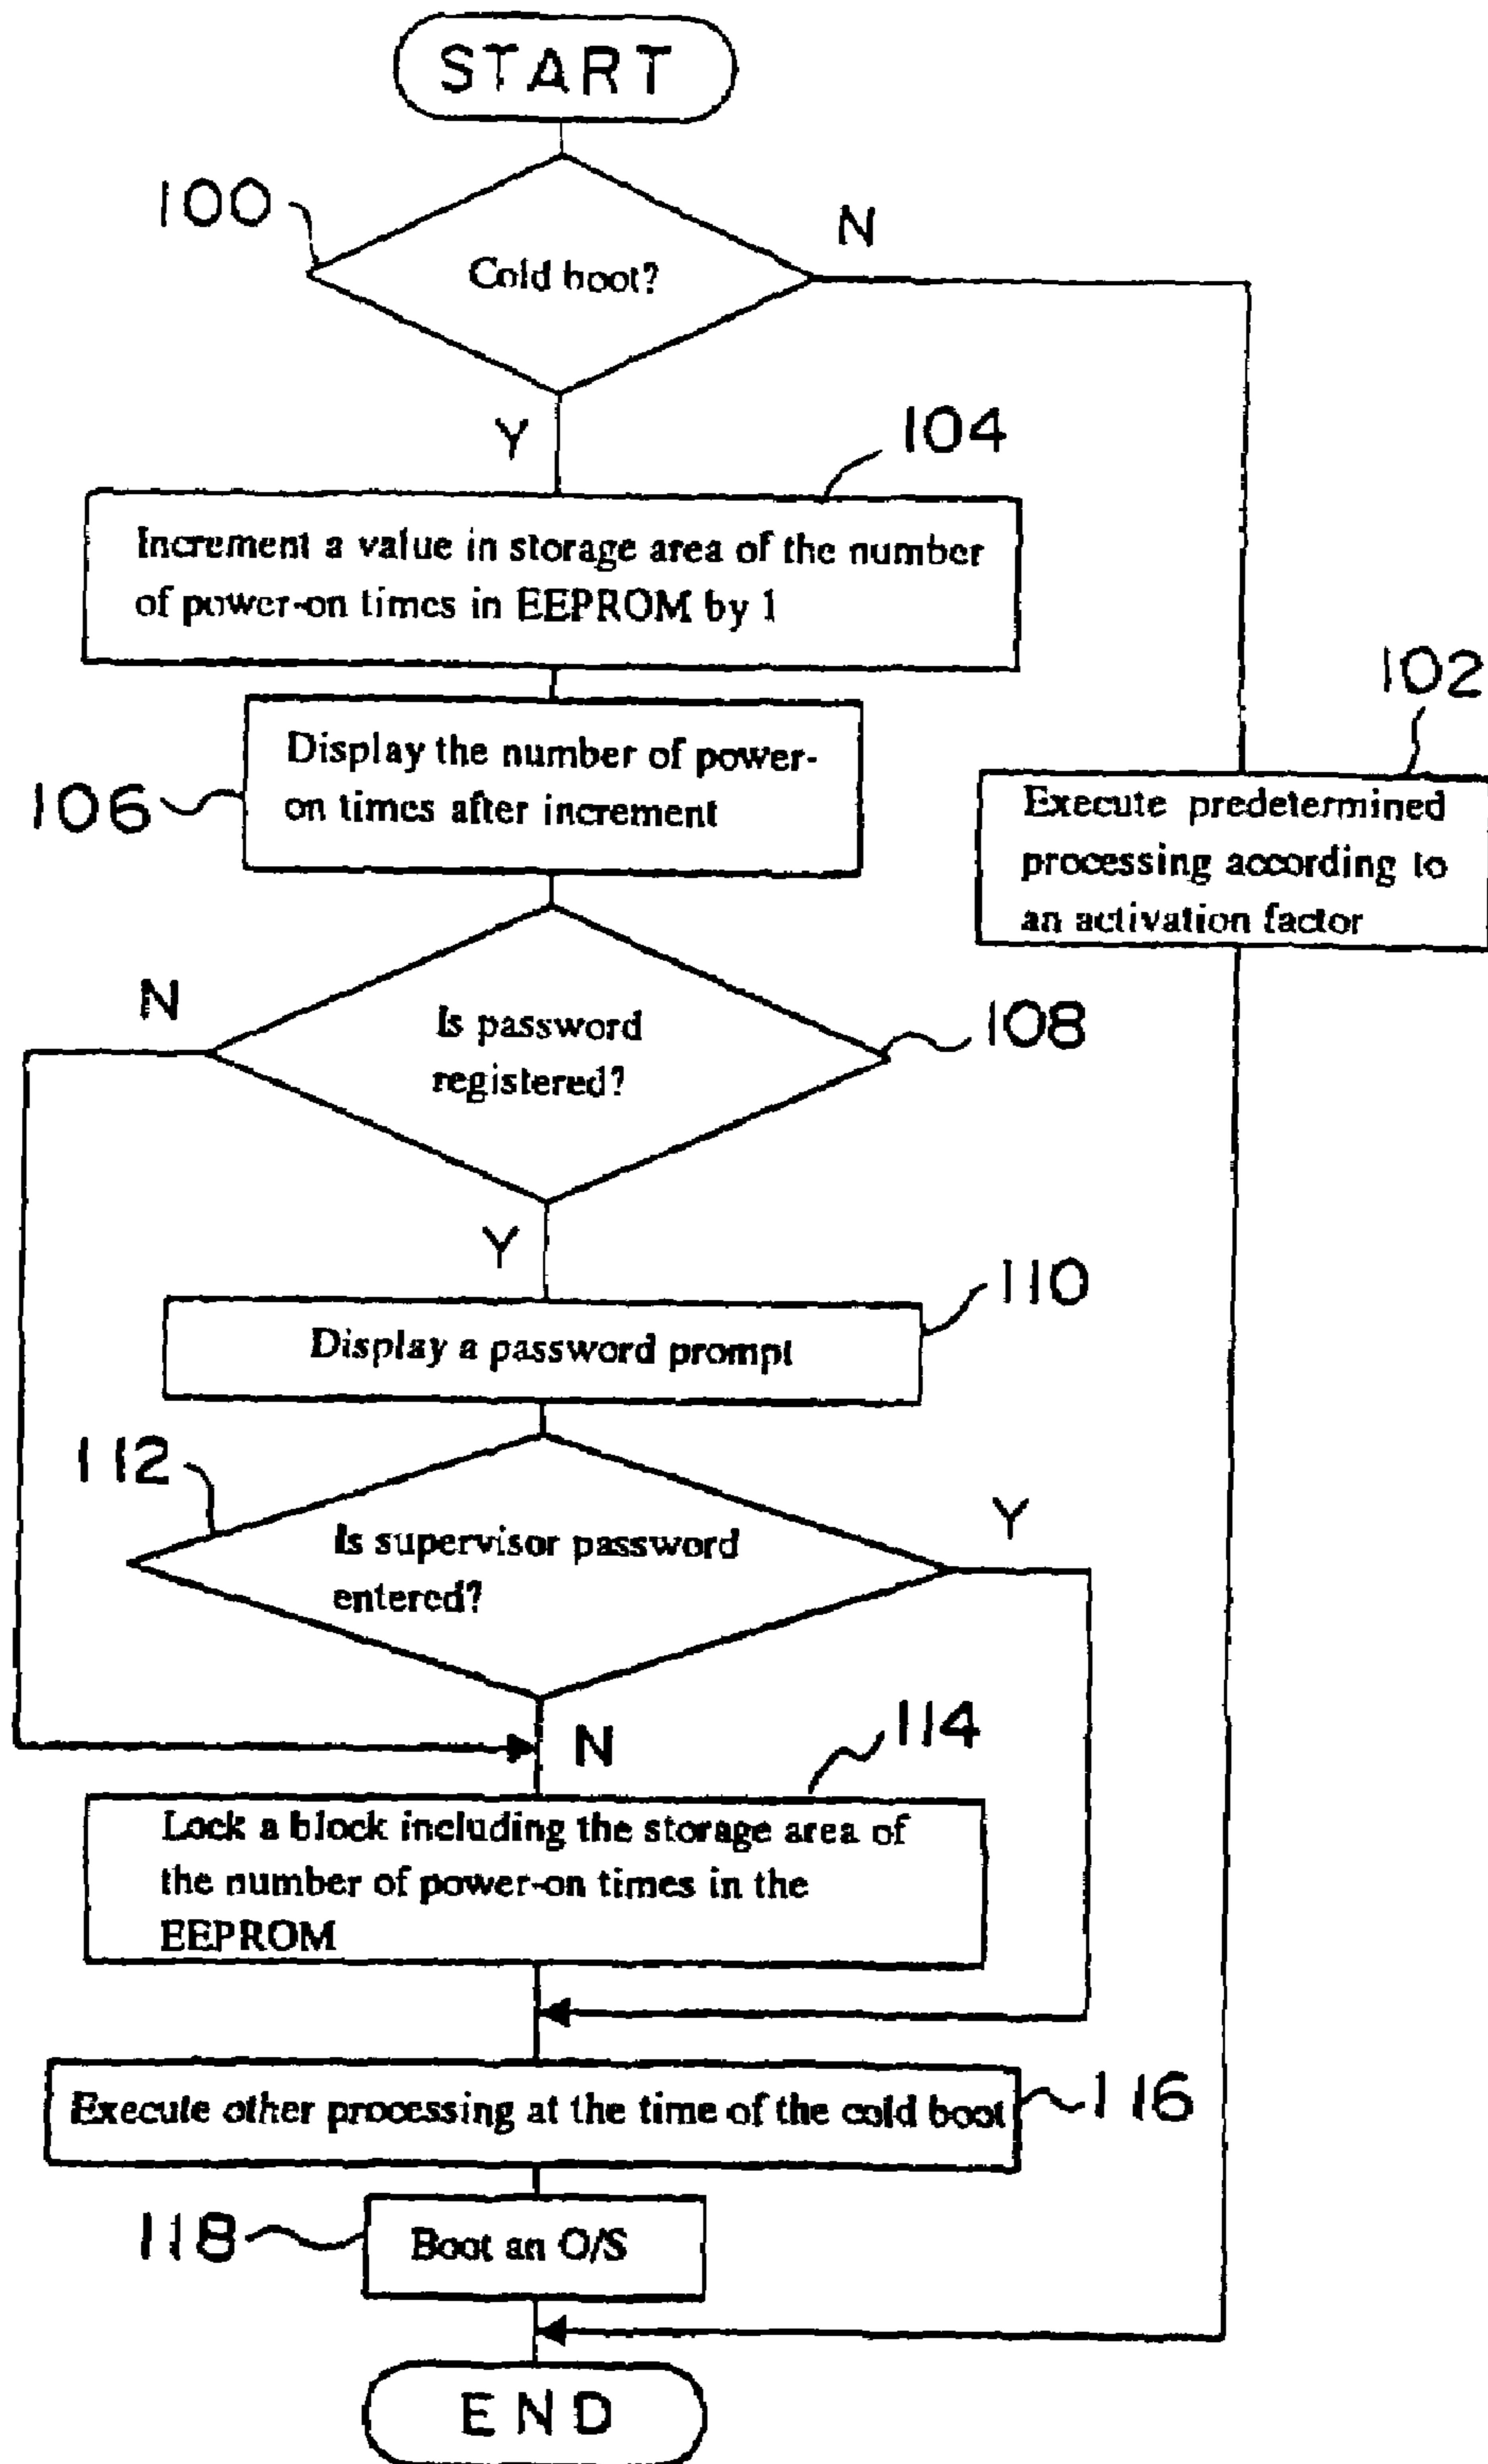 START
100
N
Cold boot?
Y
104
Increment a value in storage area of the number
of power-on times in EEPROM by 1
102
Display the number of power-
on times after increment
106
Execute predetermined
processing according to
an activation factor
N
Is password
registered?
108
Y
110
Display a password prompt
112
Is supervisor password
entered?
Y
N
114
Lock a block including the storage area of
the number of power-on times in the
EEPROM
Execute other processing at the time of the cold boot
116
118
Boot an O/S
END